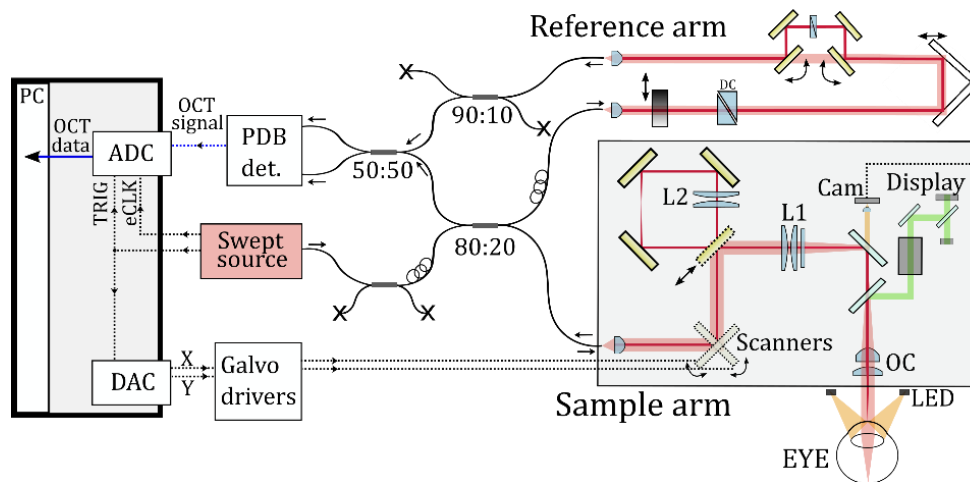 Reference arm
PC
OCT
data
ADC
OCT
signal
PDB
det.
50:50
X
90:10
X
DC
TRIG
eCLK
Swept
source
80:20
X
X
L2
L1
Cam
Display
Scanners
OC
LED
DAC
X
Y
Galvo
drivers
Sample arm
EYE